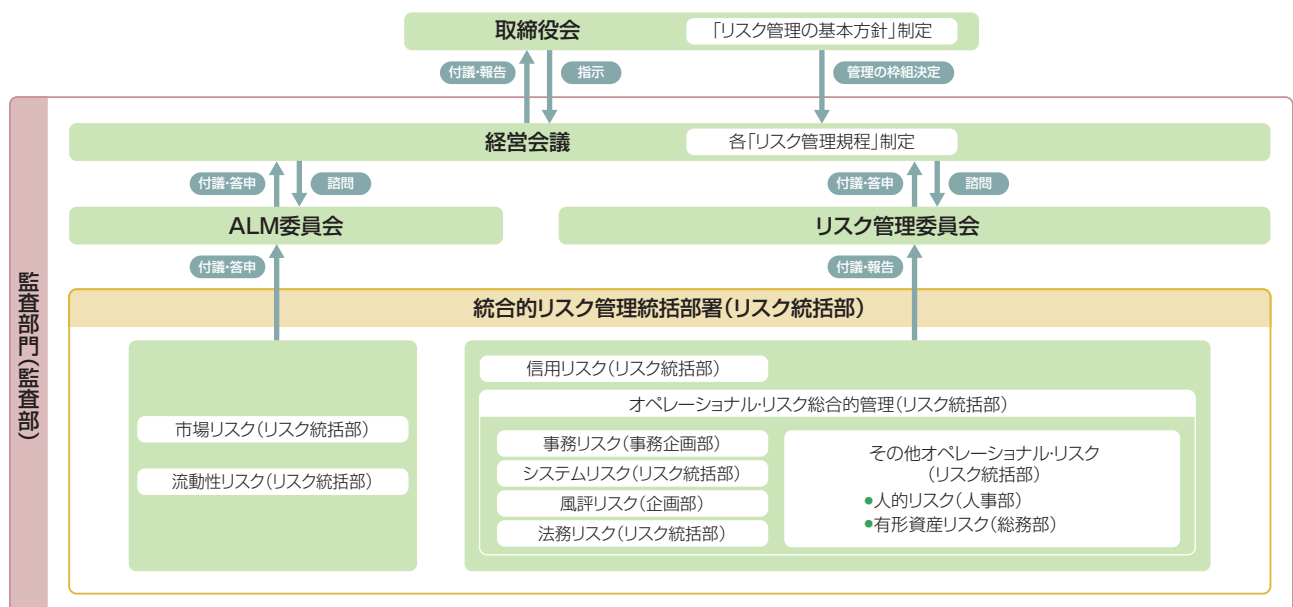 取締役会
「リスク管理の基本方針」制定
付議・報告
指示
管理の枠組決定
経営会議
各「リスク管理規程」制定
付議・答申
諮問
付議・答申
諮問
ALM委員会
リスク管理委員会
付議・答申
付議・報告
監査部門(監査部)
統合的リスク管理統括部署(リスク統括部)
市場リスク(リスク統括部)
流動性リスク(リスク統括部)
信用リスク(リスク統括部)
オペレーショナル・リスク総合的管理(リスク統括部)
事務リスク(事務企画部)
システムリスク(リスク統括部)
風評リスク(企画部)
法務リスク(リスク統括部)
その他オペレーショナル・リスク
(リスク統括部)
●人的リスク(人事部)
●有形資産リスク(総務部)